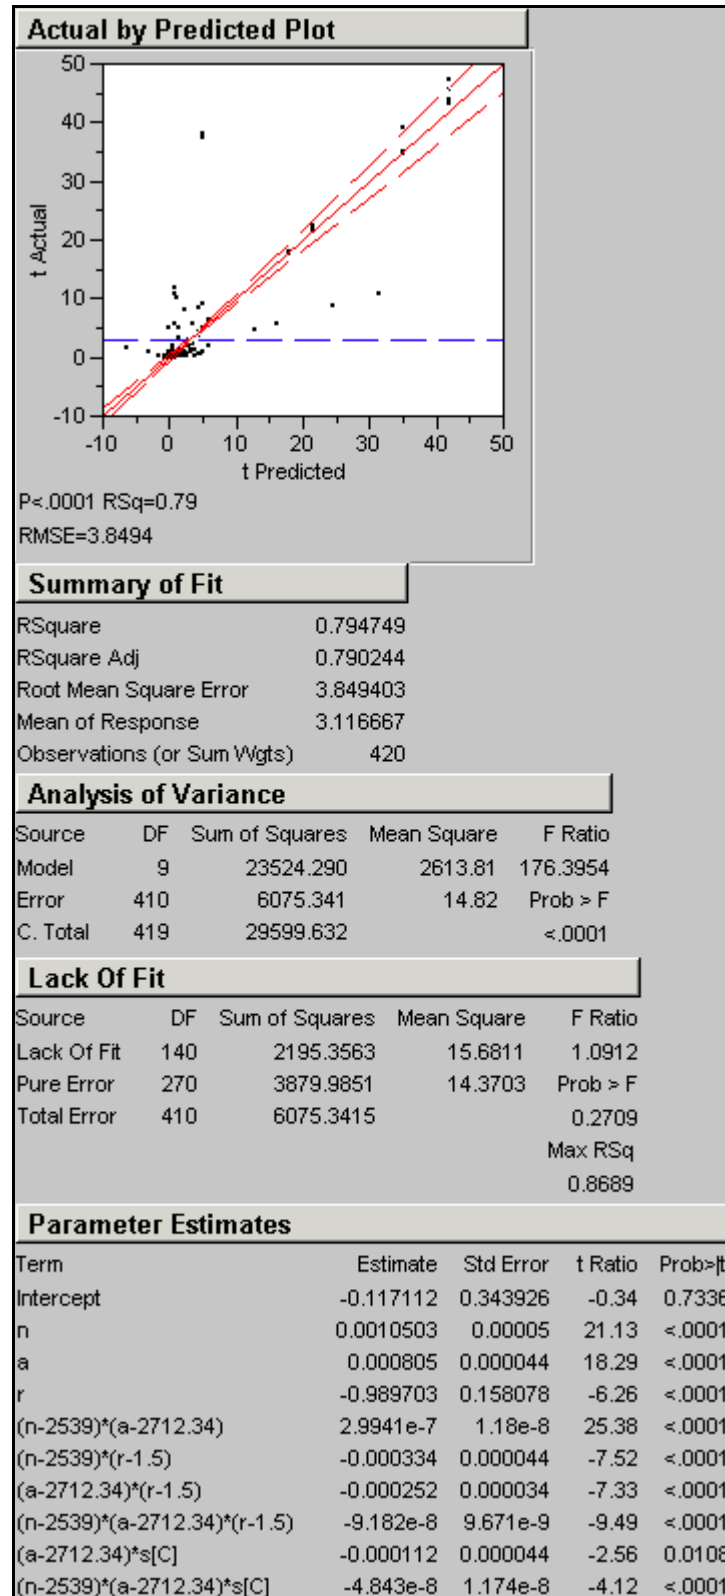 Actual by Predicted Plot
50
40
30
20
10
0
-10
t Actual
-10 0 10 20 30 40 50
t Predicted
P<.0001 RSq=0.79
RMSE=3.8494
Summary of Fit
RSquare 0.794749
RSquare Adj 0.790244
Root Mean Square Error 3.849403
Mean of Response 3.116667
Observations (or Sum Wgts) 420
Analysis of Variance
Source DF Sum of Squares Mean Square F Ratio
Model 9 23524.290 2613.81 176.3954
Error 410 6075.341 14.82 Prob > F
C. Total 419 29599.632 <.0001
Lack Of Fit
Source DF Sum of Squares Mean Square F Ratio
Lack Of Fit 140 2195.3563 15.6811 1.0912
Pure Error 270 3879.9851 14.3703 Prob > F
Total Error 410 6075.3415 0.2709
Max RSq
0.8689
Parameter Estimates
Term Estimate Std Error t Ratio Prob>|t
Intercept -0.117112 0.343926 -0.34 0.7336
n 0.0010503 0.00005 21.13 <.0001
a 0.000805 0.000044 18.29 <.0001
r -0.989703 0.158078 -6.26 <.0001
(n-2539)*(a-2712.34) 2.9941e-7 1.18e-8 25.38 <.0001
(n-2539)*(r-1.5) -0.000334 0.000044 -7.52 <.0001
(a-2712.34)*(r-1.5) -0.000252 0.000034 -7.33 <.0001
(n-2539)*(a-2712.34)*(r-1.5) -9.182e-8 9.671e-9 -9.49 <.0001
(a-2712.34)*s[C] -0.000112 0.000044 -2.56 0.0108
(n-2539)*(a-2712.34)*s[C] -4.843e-8 1.174e-8 -4.12 <.0001